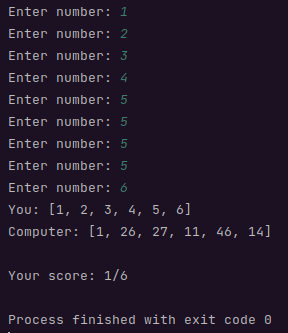 Enter number: 1
Enter number: 2
Enter number: 3
Enter number: 4
Enter number: 5
Enter number: 5
Enter number: 5
Enter number: 5
Enter number: 6
You: [1, 2, 3, 4, 5, 6]
Computer: [1, 26, 27, 11, 46, 14]
Your score: 1/6
Process finished with exit code 0